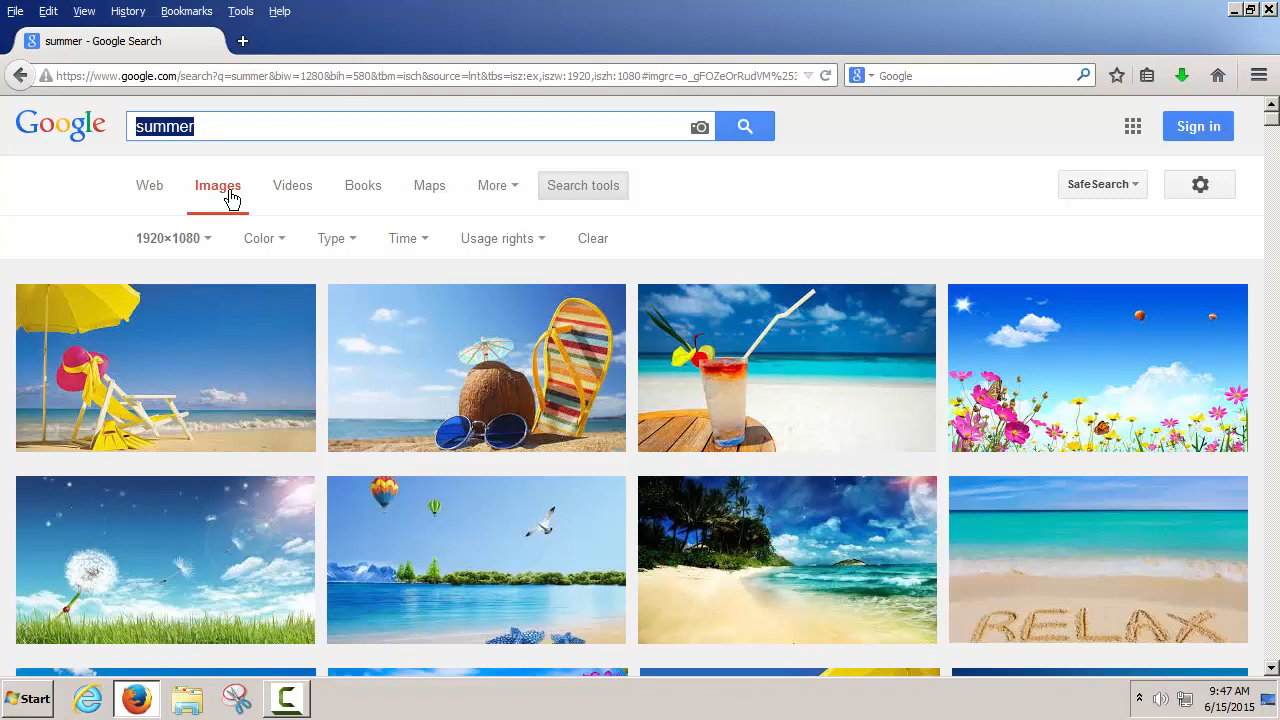 File Edit View History Bookmarks Tools Help
summer - Google Search
https://www.google.com/search?q=summer&biw=1280&bih=580&tbm=isch&source=lnt&tbs=isz:ex,iszw:1920,iszh:1080#imgrc=o_gFOZeOrRudVM%253
Google
Google
summer
Sign in
Web Images Videos Books Maps More Search tools
SafeSearch
1920×1080 Color Type Time Usage rights Clear
RELAX
Start
9:47 AM
6/15/2015